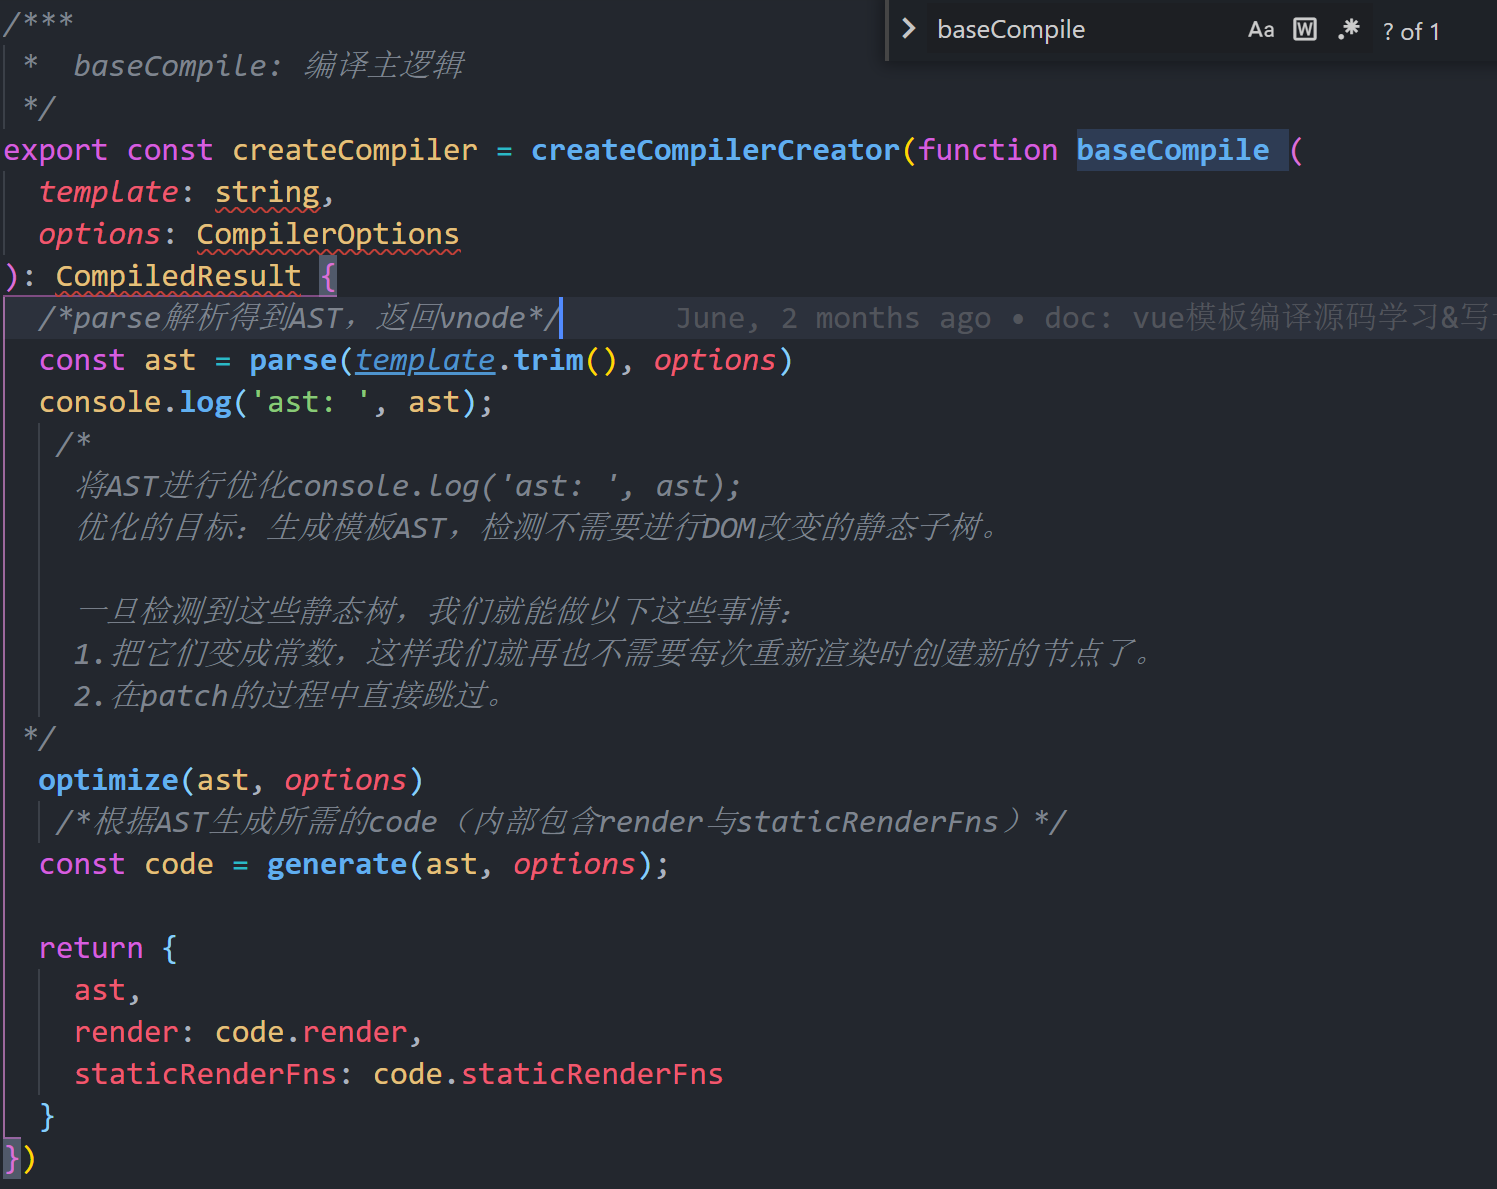 /***
baseCompile
Aa
W
.*
? of 1
* baseCompile: 编译主逻辑
*/
export const createCompiler = createCompilerCreator(function baseCompile (
template: string,
options: CompilerOptions
): CompiledResult {
/*parse解析得到AST，返回vnode*/ June, 2 months ago • doc: vue模板编译源码学习&写
const ast = parse(template.trim(), options)
console.log('ast: ', ast);
/*
将AST进行优化console.log('ast: ', ast);
优化的目标：生成模板AST，检测不需要进行DOM改变的静态子树。
一旦检测到这些静态树，我们就能做以下这些事情：
1.把它们变成常数，这样我们就再也不需要每次重新渲染时创建新的节点了。
2.在patch的过程中直接跳过。
*/
optimize(ast, options)
/*根据AST生成所需的code（内部包含render与staticRenderFns）*/
const code = generate(ast, options);
return {
ast,
render: code.render,
staticRenderFns: code.staticRenderFns
}
})